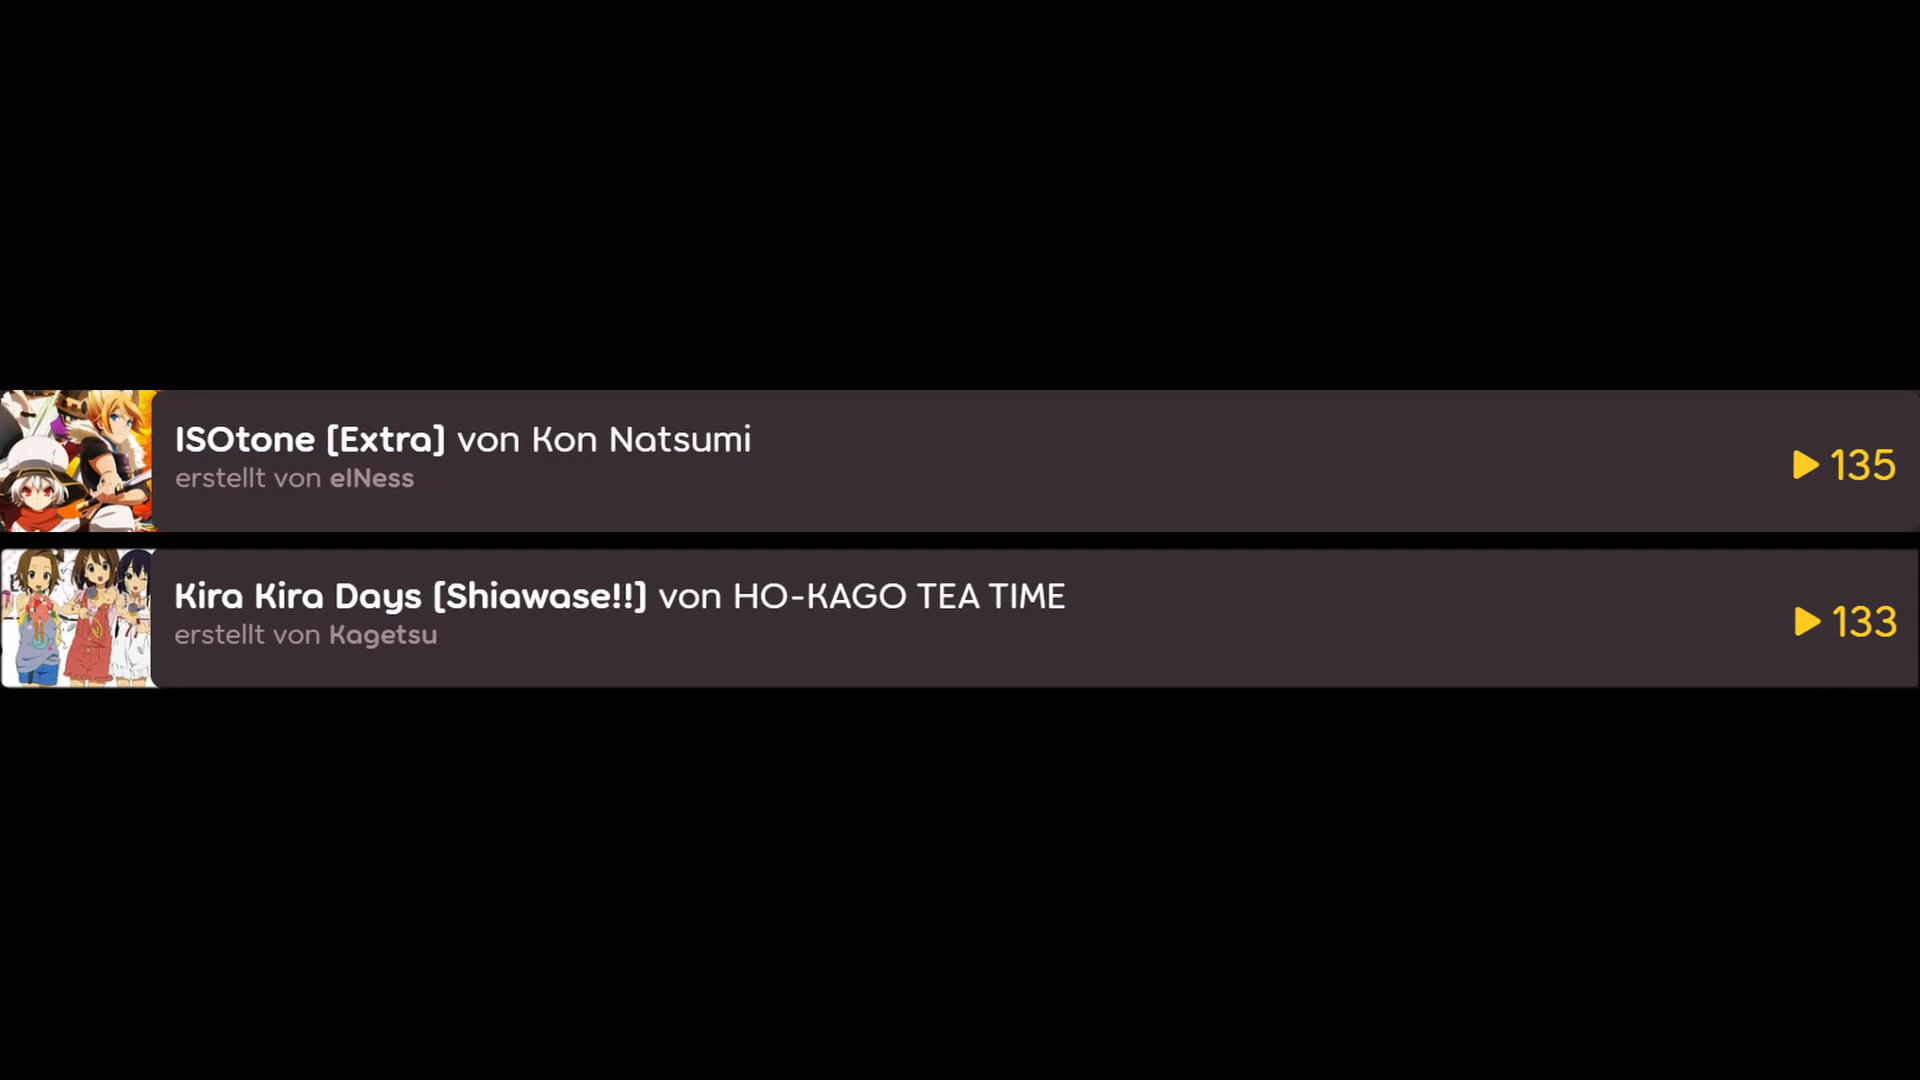 ISOtone [Extra] von Kon Natsumi
erstellt von elNess
135
Kira Kira Days [Shiawase!!] von HO-KAGO TEA TIME
erstellt von Kagetsu
133